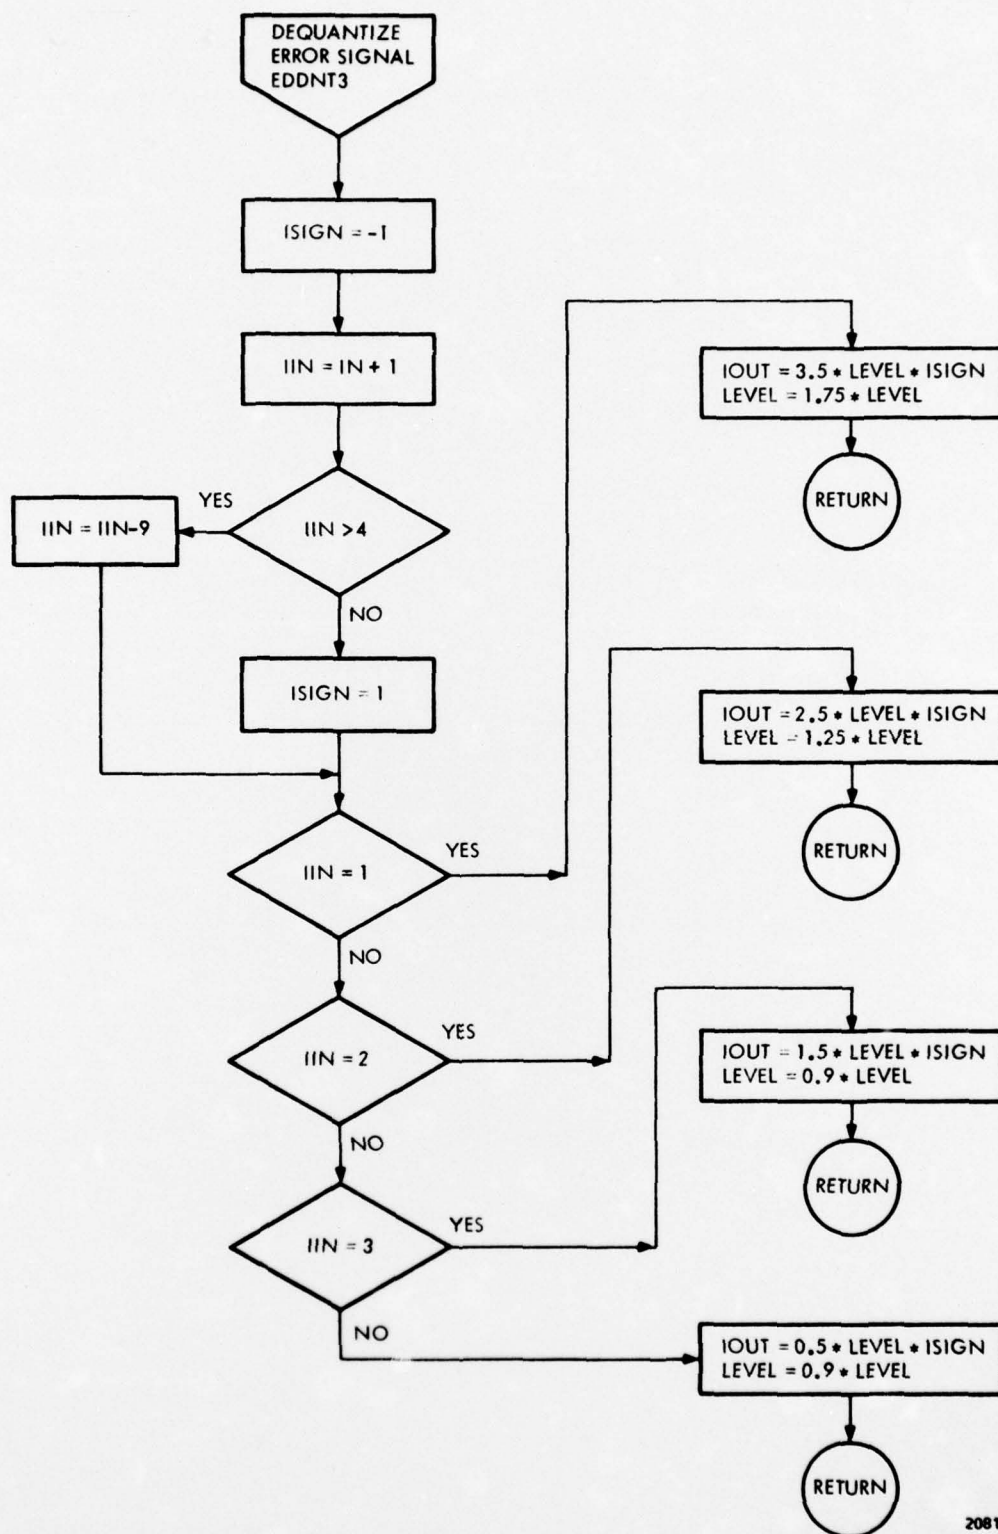 DEQUANTIZE
ERROR SIGNAL
EDDNT3
ISIGN = -1
IIN = IN + 1
IIN >4
YES
IIN = IIN-9
NO
ISIGN = 1
IIN = 1
YES
NO
IIN = 2
YES
NO
IIN = 3
YES
NO
IOUT = 3.5 * LEVEL * ISIGN
LEVEL = 1.75 * LEVEL
RETURN
IOUT = 2.5 * LEVEL * ISIGN
LEVEL = 1.25 * LEVEL
RETURN
IOUT = 1.5 * LEVEL * ISIGN
LEVEL = 0.9 * LEVEL
RETURN
IOUT = 0.5 * LEVEL * ISIGN
LEVEL = 0.9 * LEVEL
RETURN
2081